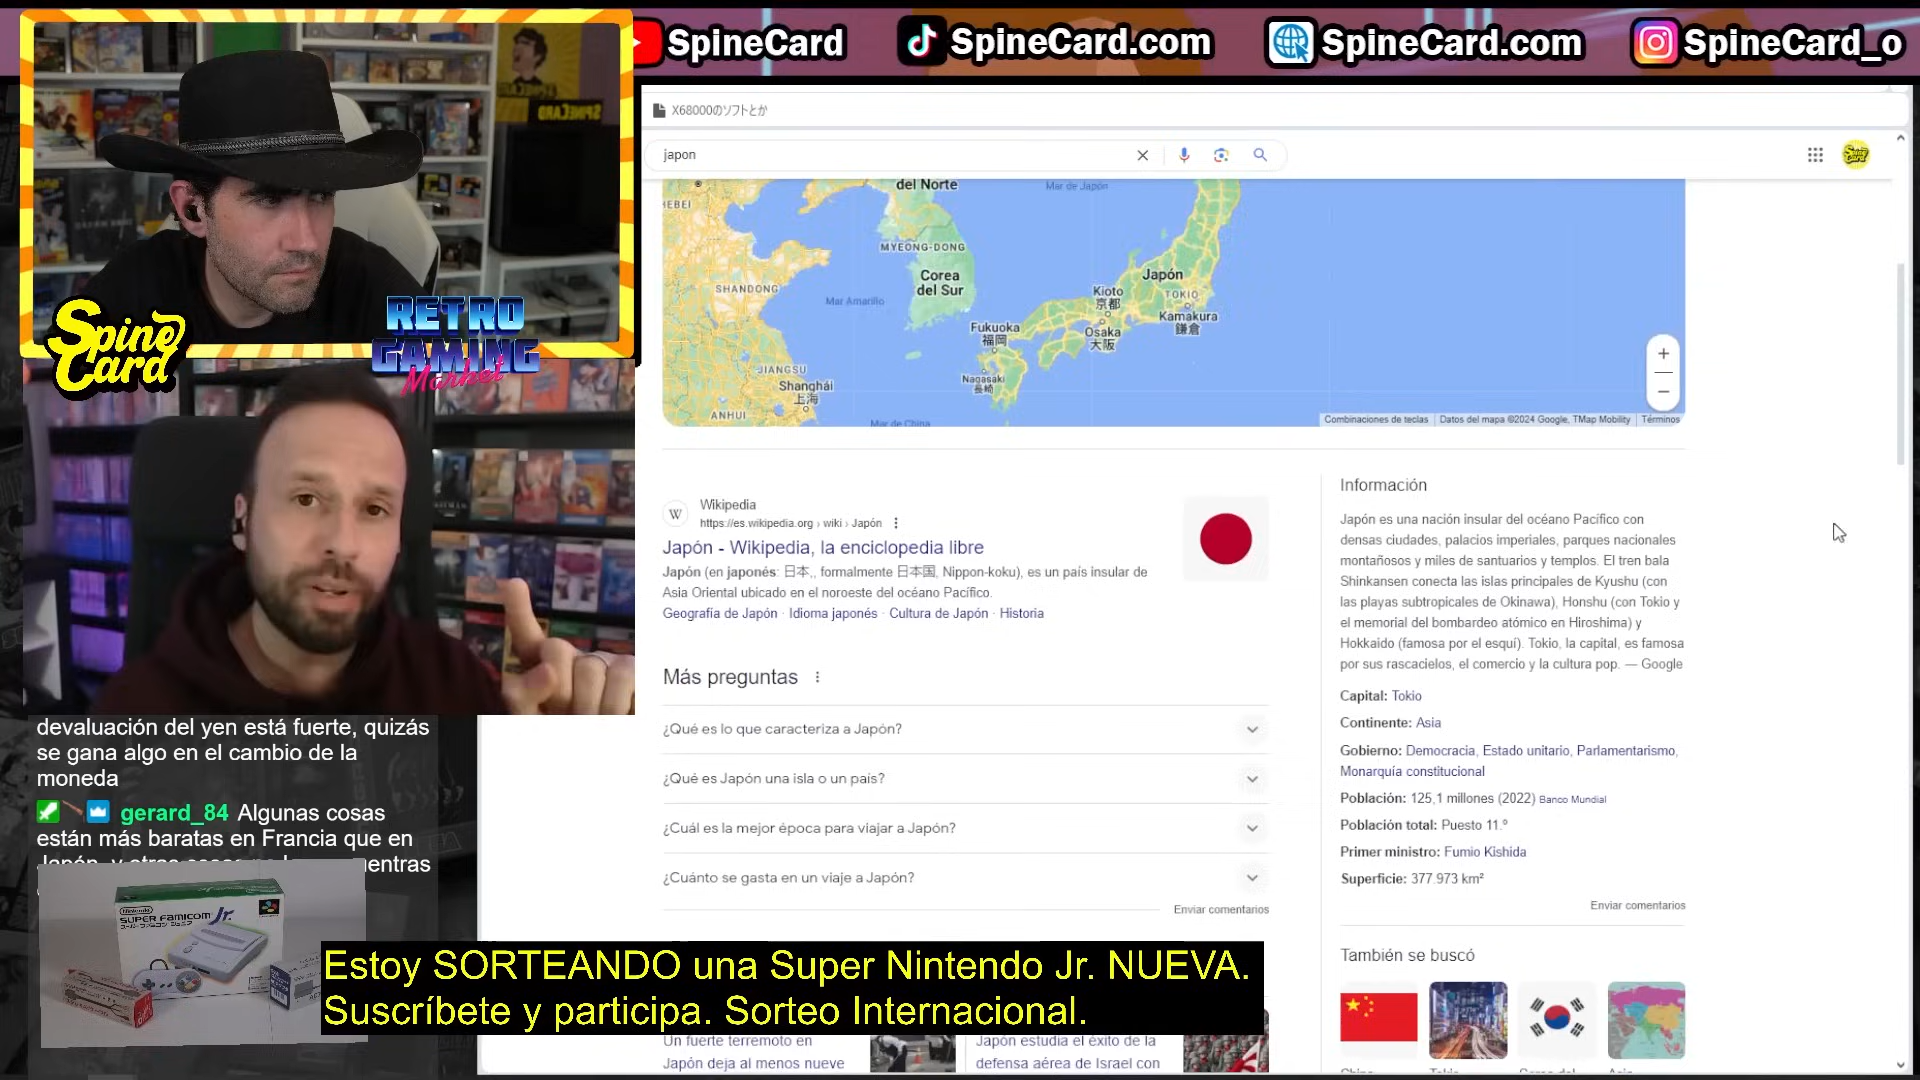 SpineCard
SpineCard.com
SpineCard.com
SpineCard_o
X68000のソフトとか
japon
del Norte
Mar de Japón
HEBEI
MYEONG-DONG
Corea
del Sur
SHANDONG
Mar Amarillo
Japón
Kioto
京都
TOKIO
Kamakura
鎌倉
Osaka
大阪
Fukuoka
福岡
Nagasaki
長崎
JIANGSU
Shanghái
上海
ANHUI
Mar de China
Combinaciones de teclas
Datos del mapa ©2024 Google, TMap Mobility
Términos
Spine
Card
RETRO
GAMING
Market
Wikipedia
https://es.wikipedia.org › wiki › Japón
Japón - Wikipedia, la enciclopedia libre
Japón (en japonés: 日本,, formalmente 日本国, Nippon-koku), es un país insular de
Asia Oriental ubicado en el noroeste del océano Pacífico.
Geografía de Japón · Idioma japonés · Cultura de Japón · Historia
Más preguntas
¿Qué es lo que caracteriza a Japón?
¿Qué es Japón una isla o un país?
¿Cuál es la mejor época para viajar a Japón?
¿Cuánto se gasta en un viaje a Japón?
Enviar comentarios
Información
Japón es una nación insular del océano Pacífico con
densas ciudades, palacios imperiales, parques nacionales
montañosos y miles de santuarios y templos. El tren bala
Shinkansen conecta las islas principales de Kyushu (con
las playas subtropicales de Okinawa), Honshu (con Tokio y
el memorial del bombardeo atómico en Hiroshima) y
Hokkaido (famosa por el esquí). Tokio, la capital, es famosa
por sus rascacielos, el comercio y la cultura pop. — Google
Capital: Tokio
Continente: Asia
Gobierno: Democracia, Estado unitario, Parlamentarismo,
Monarquía constitucional
Población: 125,1 millones (2022) Banco Mundial
Población total: Puesto 11.º
Primer ministro: Fumio Kishida
Superficie: 377.973 km²
Enviar comentarios
También se buscó
devaluación del yen está fuerte, quizás
se gana algo en el cambio de la
moneda
gerard_84 Algunas cosas
están más baratas en Francia que en
Nintendo
SUPER FAMICOM Jr.
Estoy SORTEANDO una Super Nintendo Jr. NUEVA.
Suscríbete y participa. Sorteo Internacional.
Un fuerte terremoto en
Japón deja al menos nueve
Japón estudia el éxito de la
defensa aérea de Israel con